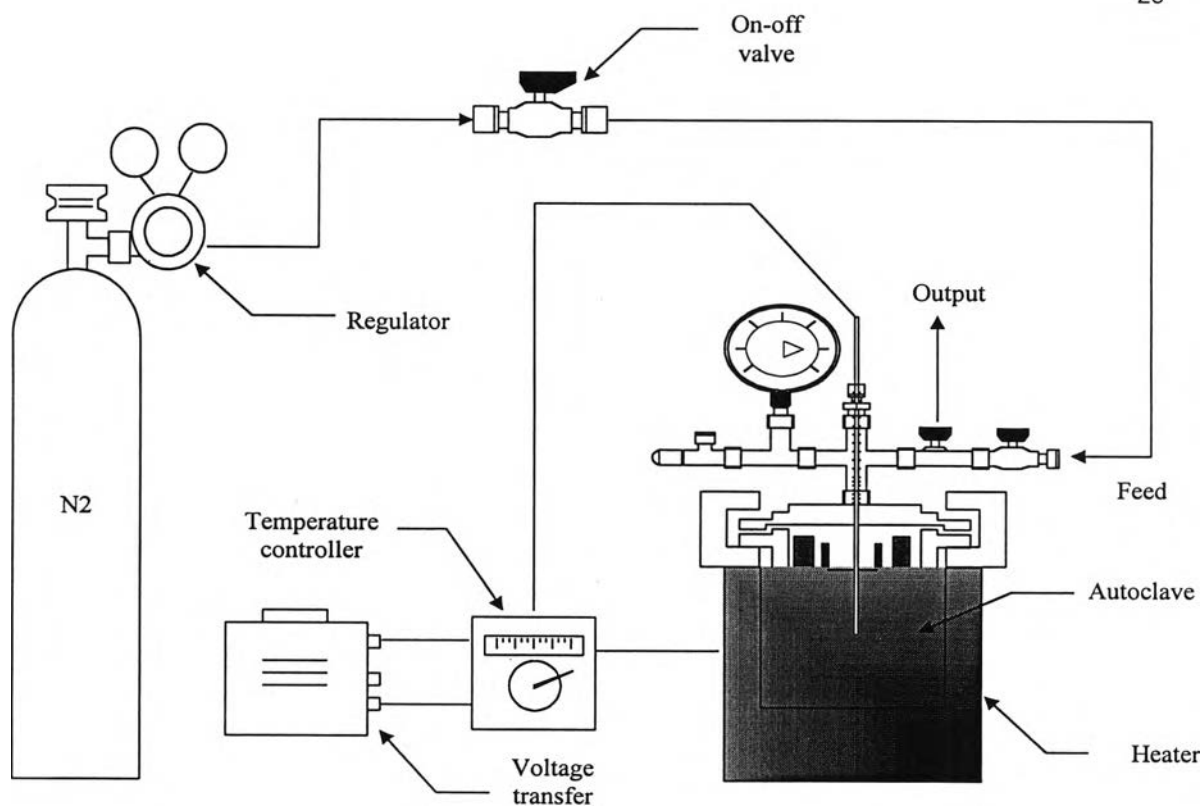 On-off
valve
Regulator
Output
N2
Feed
Temperature
controller
Autoclave
Voltage
transfer
Heater